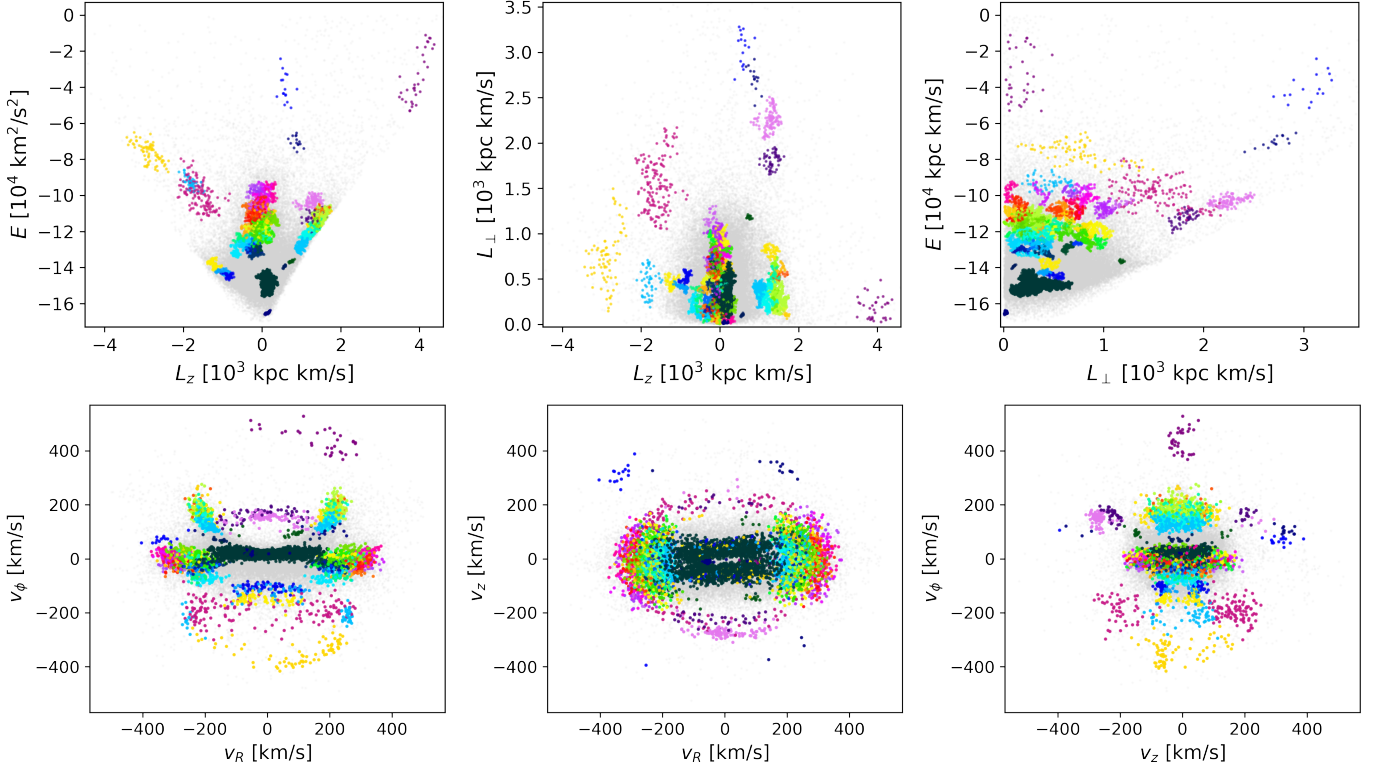 0
−2
−4
−6
−8
−10
−12
−14
−16
E [10⁴ km²/s²]
−4 −2 0 2 4
L_z [10³ kpc km/s]
3.5
3.0
2.5
2.0
1.5
1.0
0.5
0.0
L_⊥ [10³ kpc km/s]
−4 −2 0 2 4
L_z [10³ kpc km/s]
0
−2
−4
−6
−8
−10
−12
−14
−16
E [10⁴ kpc km/s]
0 1 2 3
L_⊥ [10³ kpc km/s]
400
200
0
−200
−400
v_ϕ [km/s]
−400 −200 0 200 400
v_R [km/s]
400
200
0
−200
−400
v_z [km/s]
−400 −200 0 200 400
v_R [km/s]
400
200
0
−200
−400
v_ϕ [km/s]
−400 −200 0 200 400
v_z [km/s]